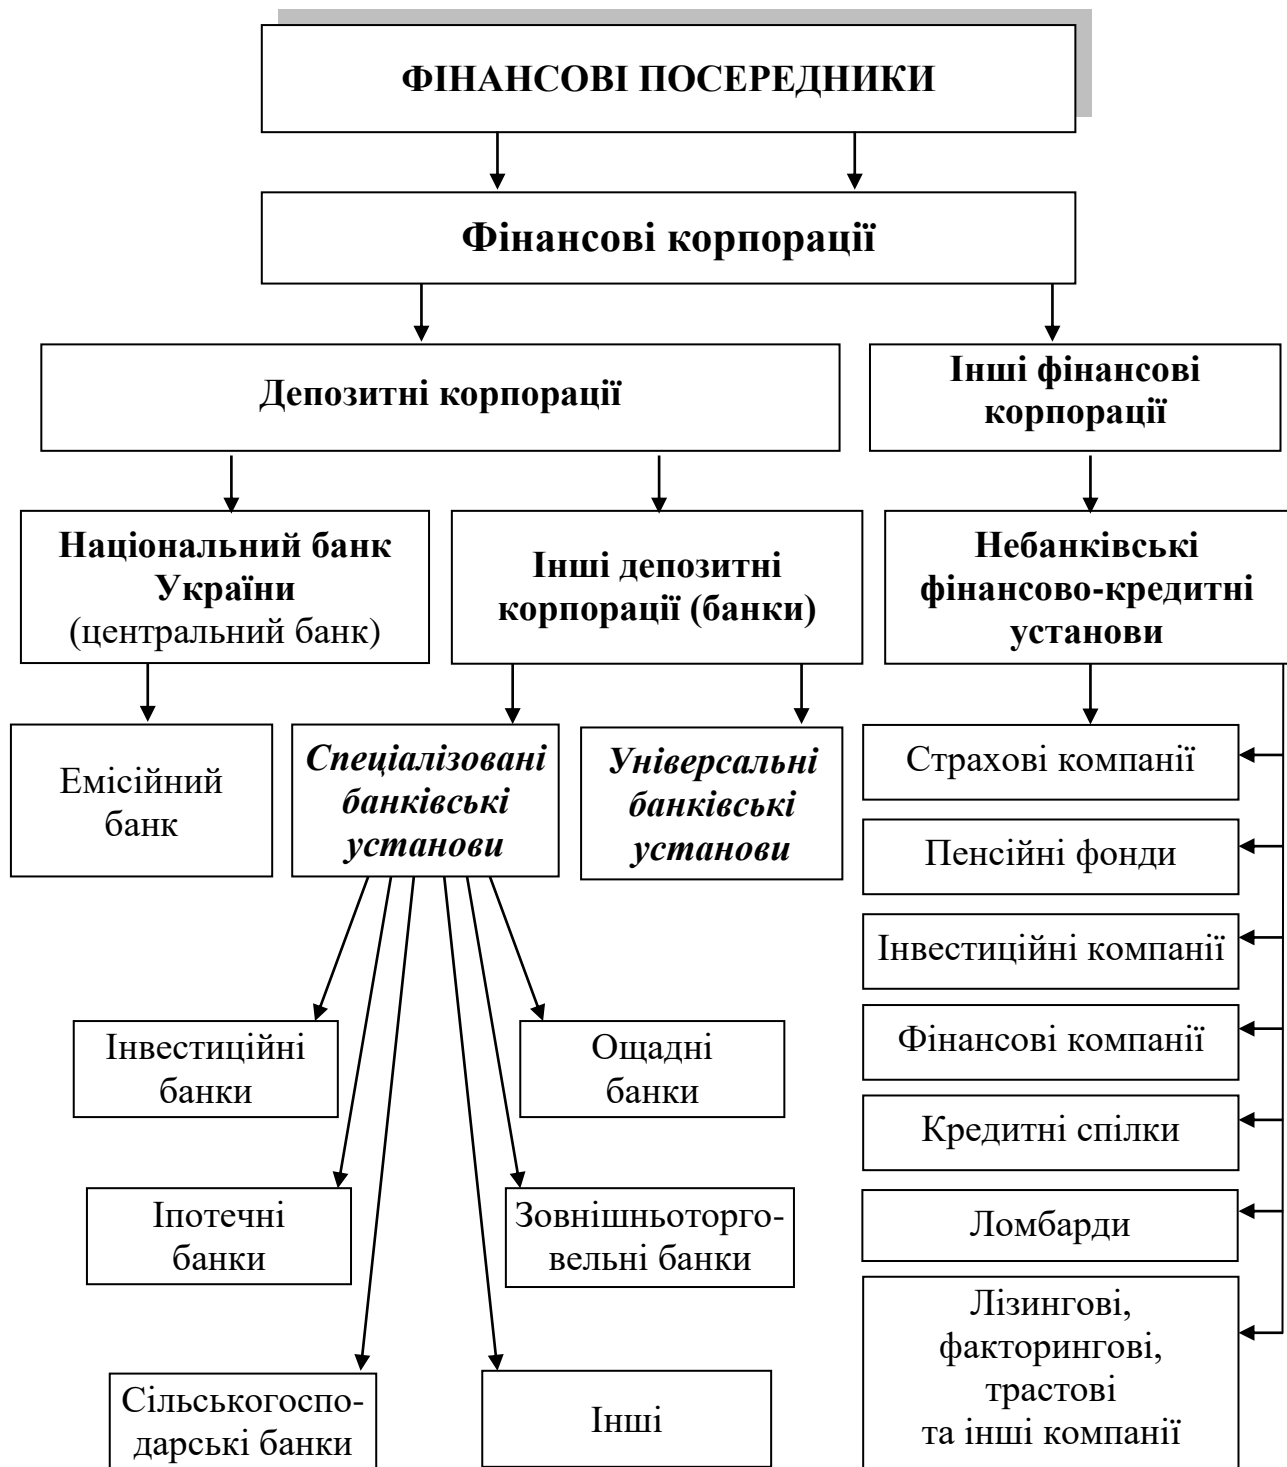 ФІНАНСОВІ ПОСЕРЕДНИКИ
Фінансові корпорації
Депозитні корпорації
Інші фінансові
корпорації
Національний банк
України
(центральний банк)
Інші депозитні
корпорації (банки)
Небанківські
фінансово-кредитні
установи
Емісійний
банк
Спеціалізовані
банківські
установи
Універсальні
банківські
установи
Страхові компанії
Пенсійні фонди
Інвестиційні компанії
Фінансові компанії
Кредитні спілки
Ломбарди
Лізингові,
факторингові,
трастові
та інші компанії
Інвестиційні
банки
Ощадні
банки
Іпотечні
банки
Зовнішньоторго-
вельні банки
Сільськогоспо-
дарські банки
Інші